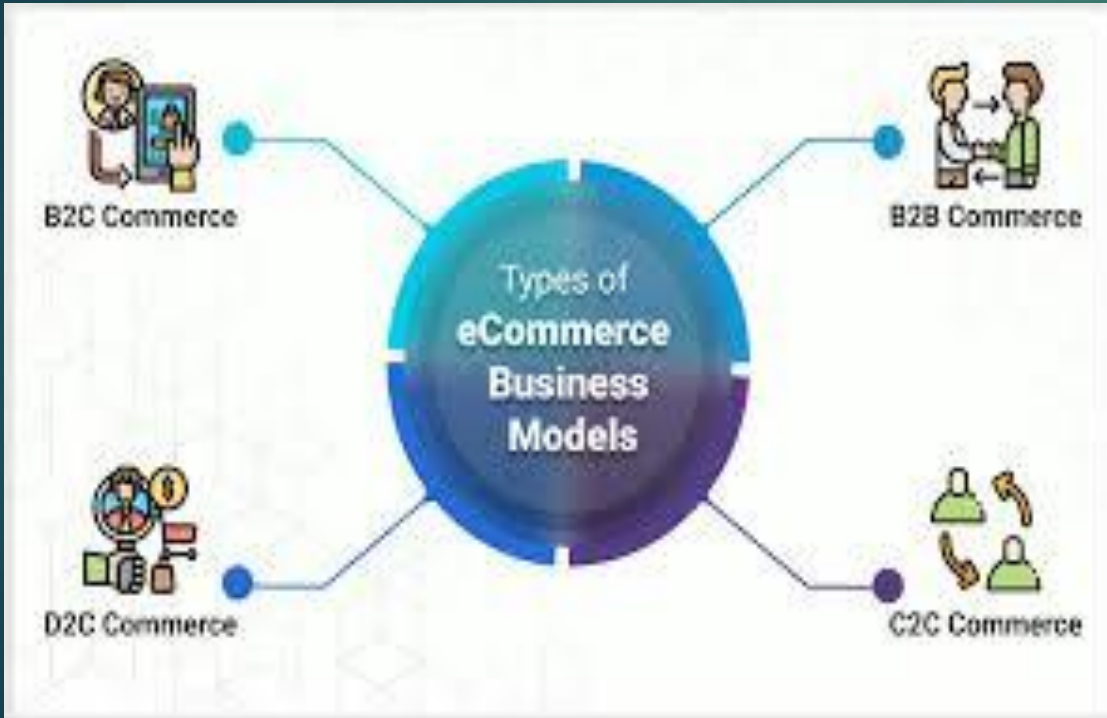 B2C Commerce
B2B Commerce
Types of
eCommerce
Business
Models
D2C Commerce
C2C Commerce